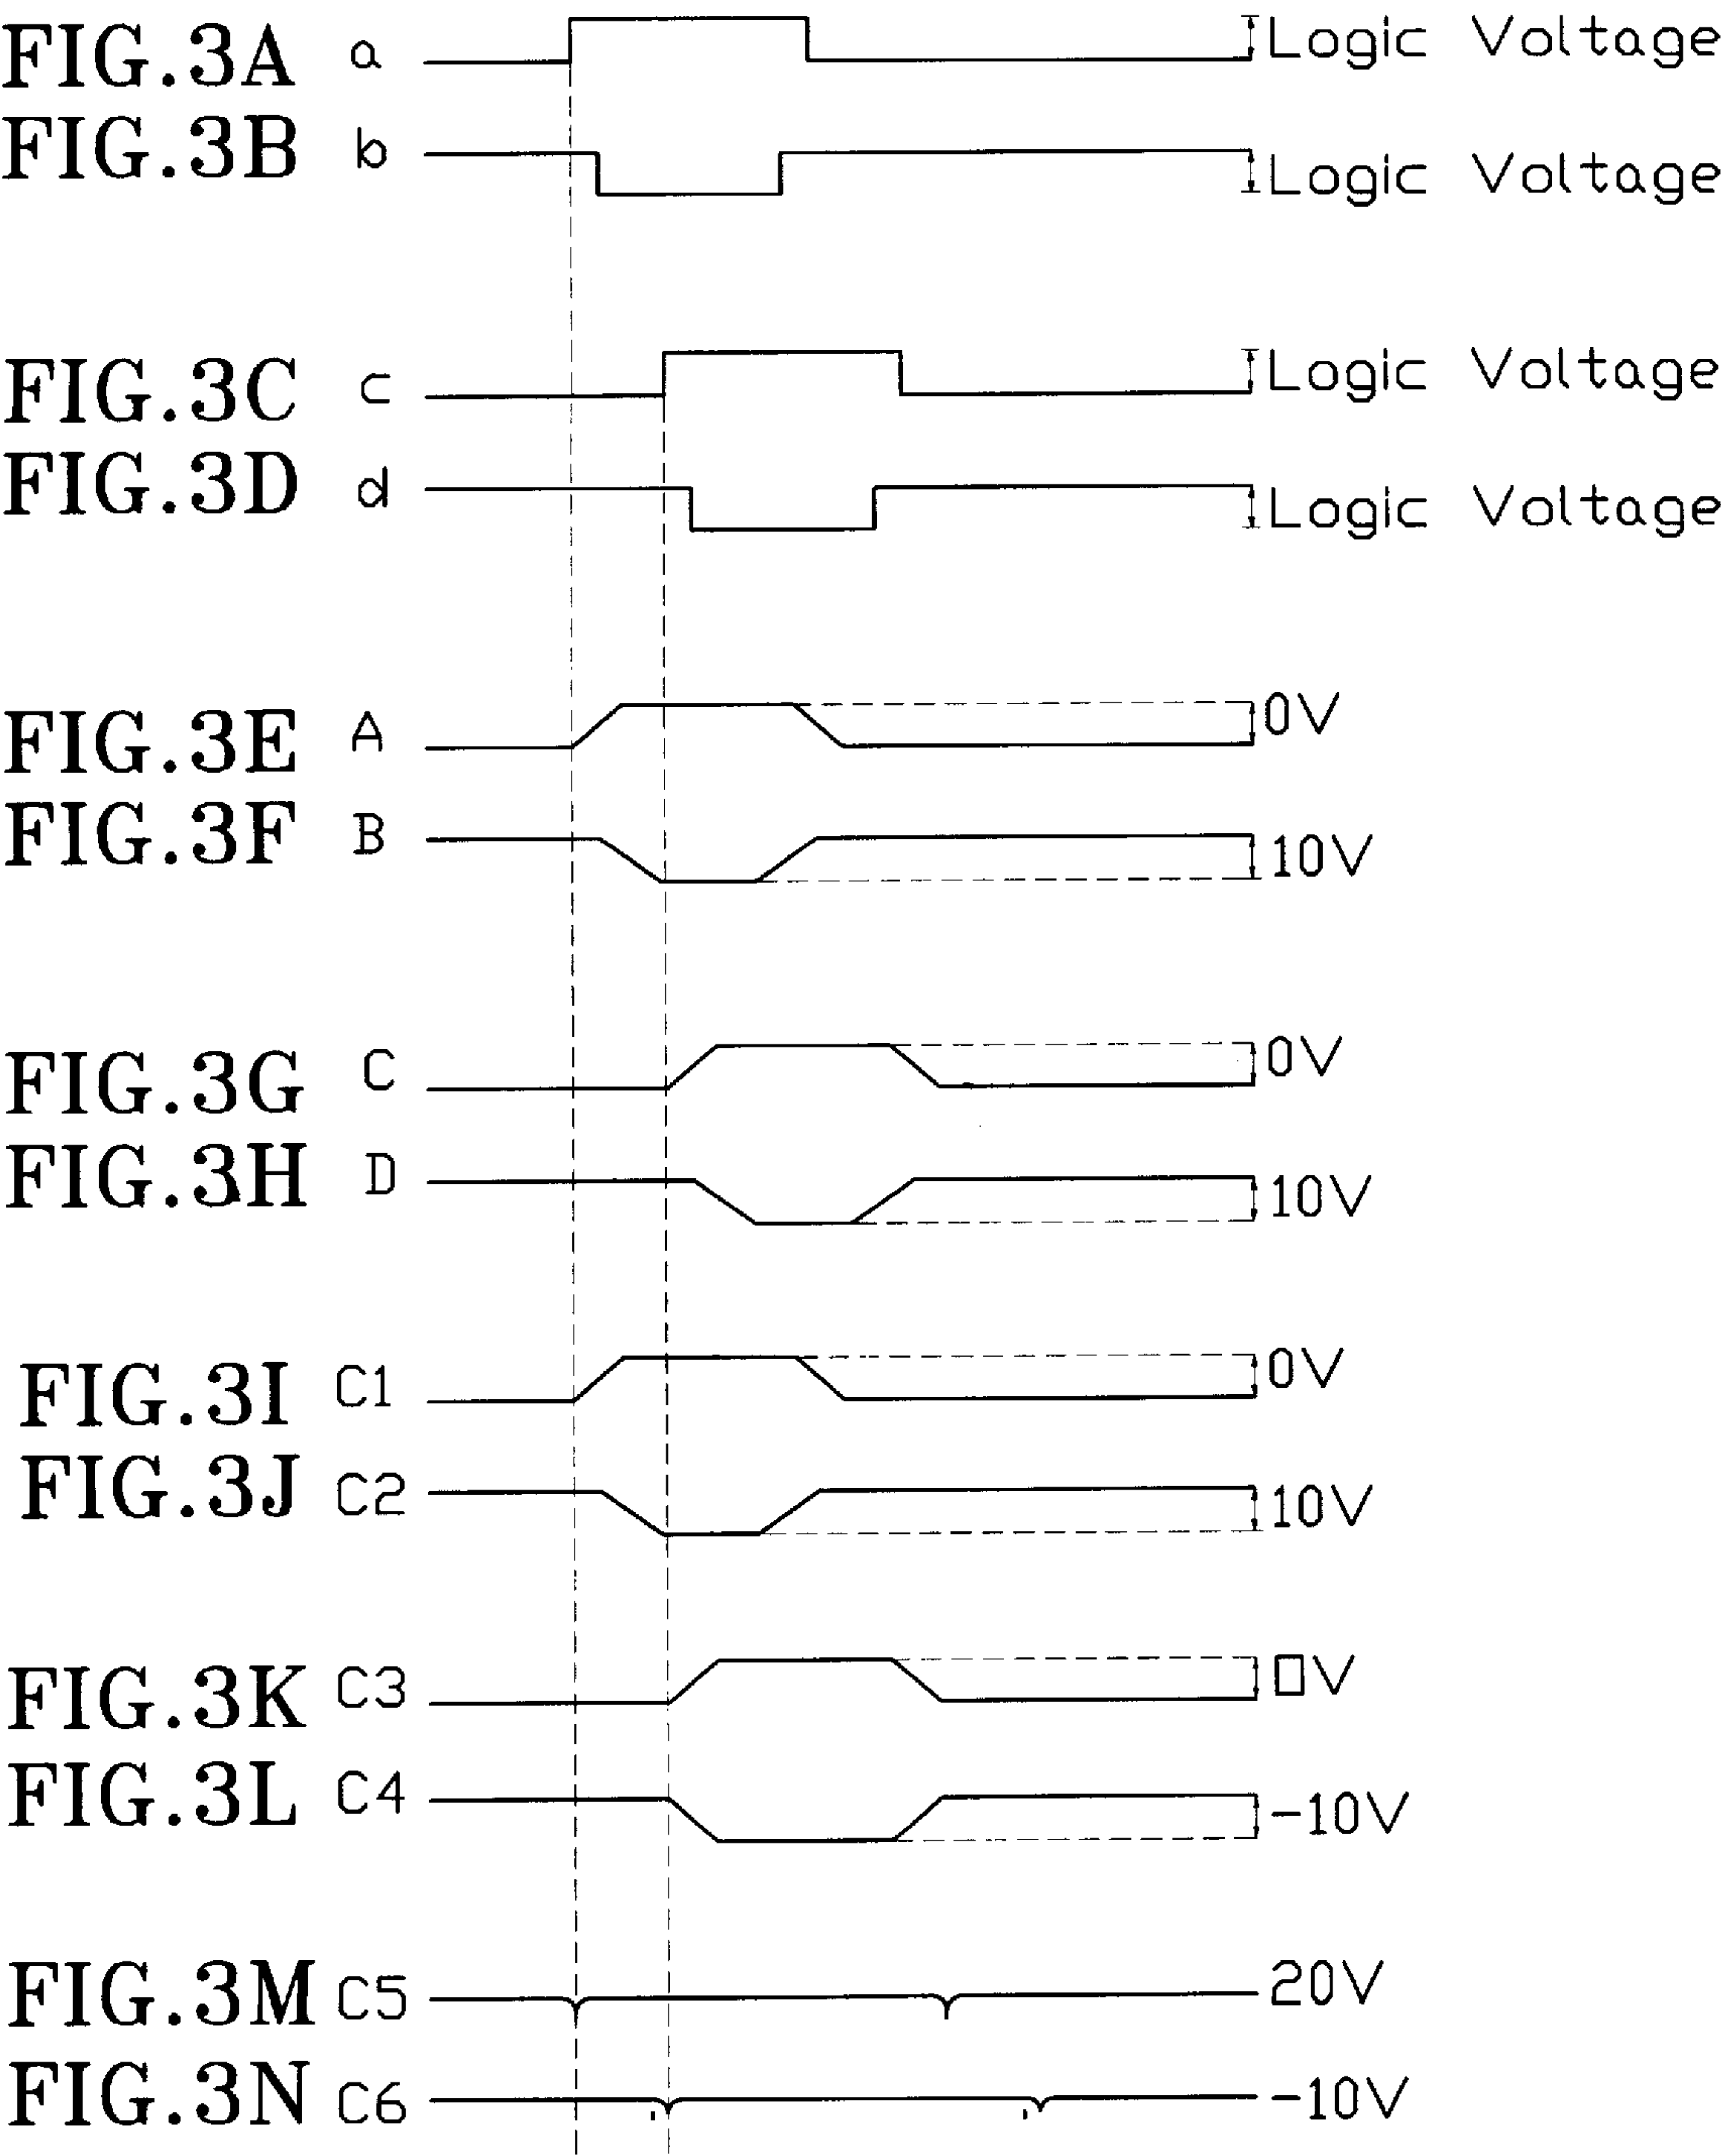 FIG.3A a Logic Voltage
FIG.3B b Logic Voltage
FIG.3C c Logic Voltage
FIG.3D d Logic Voltage
FIG.3E A 0V
FIG.3F B 10V
FIG.3G C 0V
FIG.3H D 10V
FIG.3I C1 0V
FIG.3J C2 10V
FIG.3K C3 0V
FIG.3L C4 -10V
FIG.3M C5 20V
FIG.3N C6 -10V